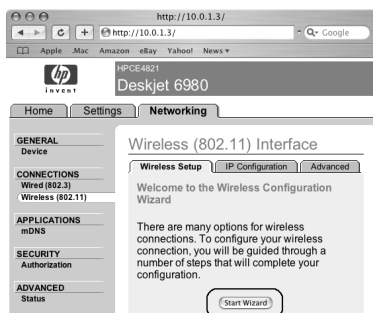 http://10.0.1.3/
http://10.0.1.3/
Q Google
Apple .Mac Amazon eBay Yahoo! News
hp
invent
HPCE4821
Deskjet 6980
Home Settings Networking
GENERAL
Device
CONNECTIONS
Wired (802.3)
Wireless (802.11)
APPLICATIONS
mDNS
SECURITY
Authorization
ADVANCED
Status
Wireless (802.11) Interface
Wireless Setup IP Configuration Advanced
Welcome to the Wireless Configuration
Wizard
There are many options for wireless
connections. To configure your wireless
connection, you will be guided through a
number of steps that will complete your
configuration.
Start Wizard